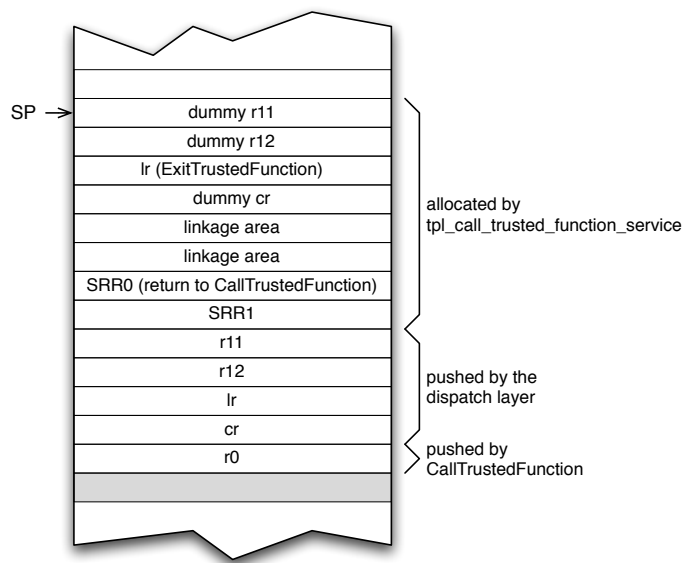 SP
dummy r11
dummy r12
lr (ExitTrustedFunction)
dummy cr
linkage area
linkage area
SRR0 (return to CallTrustedFunction)
SRR1
r11
r12
lr
cr
r0
allocated by
tpl_call_trusted_function_service
pushed by the
dispatch layer
pushed by
CallTrustedFunction